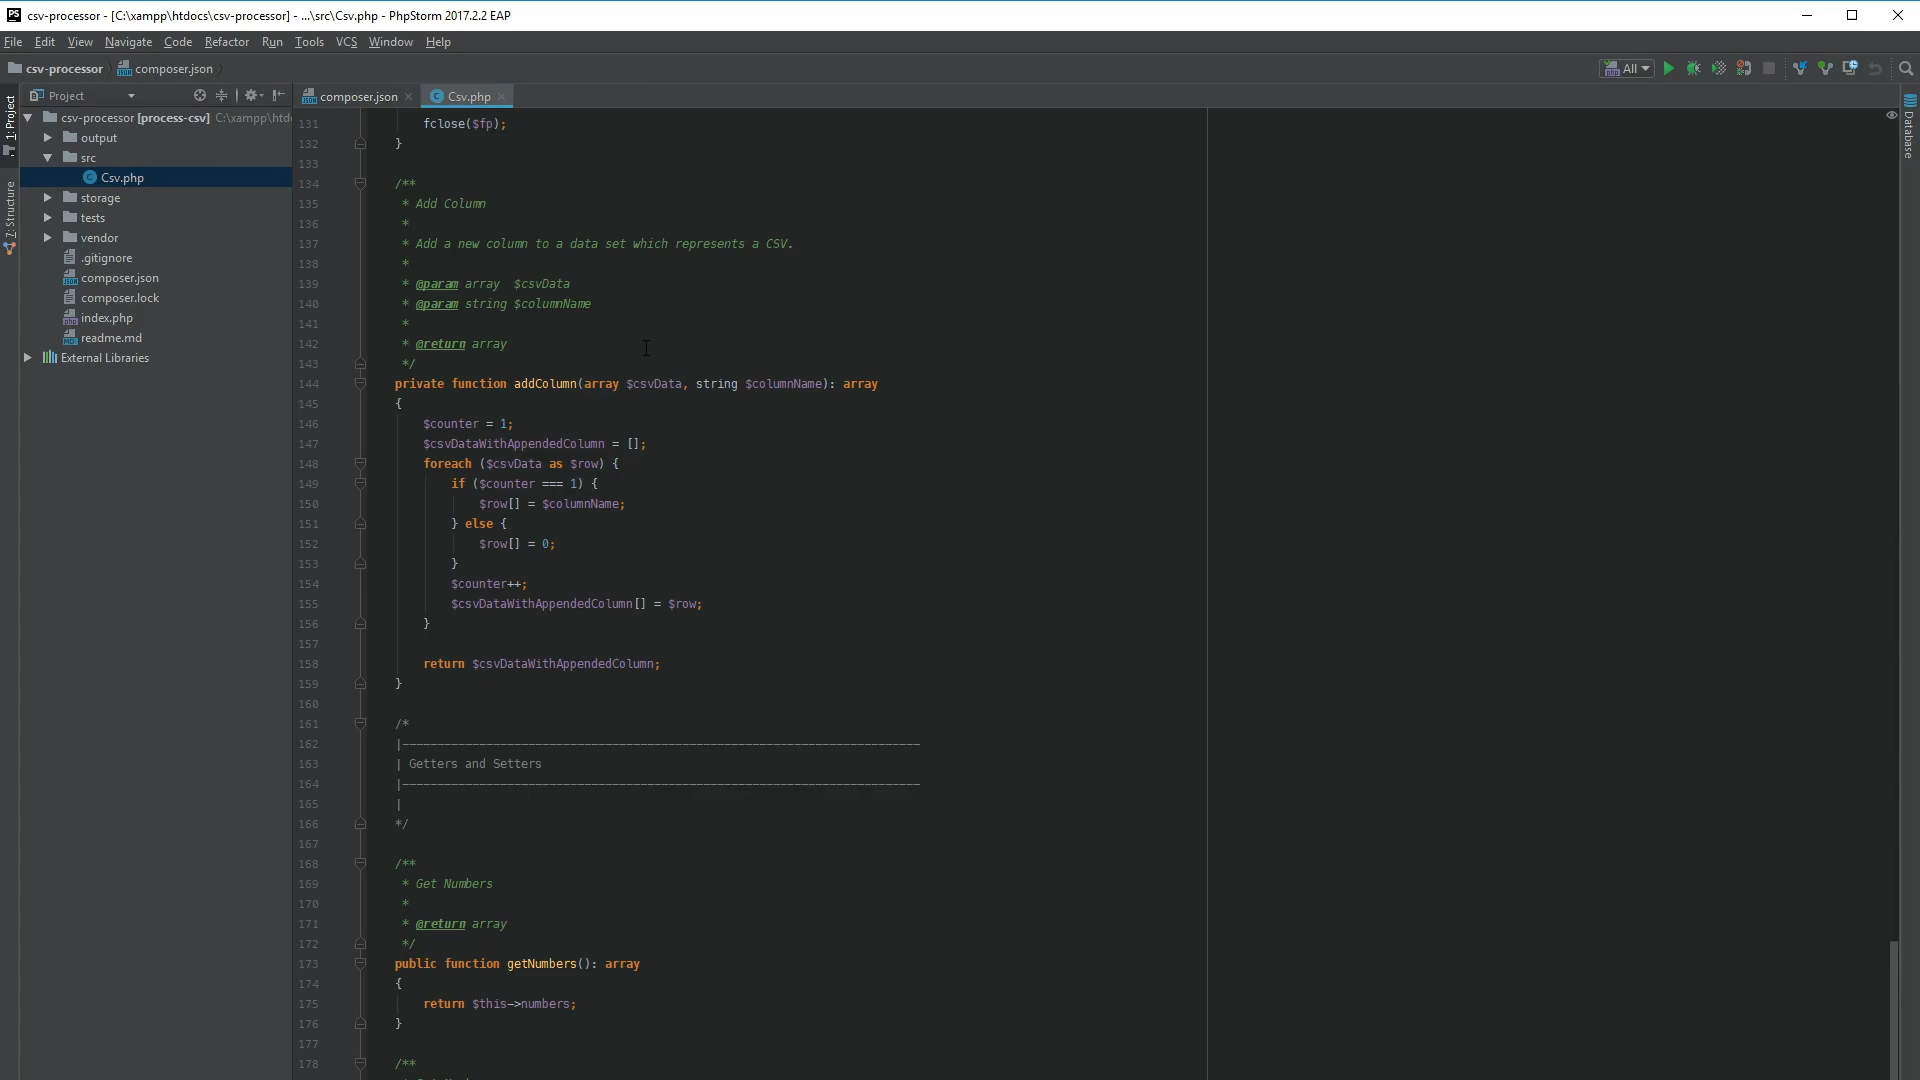 csv-processor - [C:\xampp\htdocs\csv-processor] - ...\src\Csv.php - PhpStorm 2017.2.2 EAP
File Edit View Navigate Code Refactor Run Tools VCS Window Help
csv-processor composer.json
All
Project
composer.json
Csv.php
1: Project
7: Structure
Database
csv-processor [process-csv] C:\xampp\htd
output
src
Csv.php
storage
tests
vendor
.gitignore
composer.json
composer.lock
index.php
readme.md
External Libraries
131 fclose($fp);
132 }
133
134 /**
135 * Add Column
136 *
137 * Add a new column to a data set which represents a CSV.
138 *
139 * @param array  $csvData
140 * @param string $columnName
141 *
142 * @return array
143 */
144 private function addColumn(array $csvData, string $columnName): array
145 {
146 $counter = 1;
147 $csvDataWithAppendedColumn = [];
148 foreach ($csvData as $row) {
149 if ($counter === 1) {
150 $row[] = $columnName;
151 } else {
152 $row[] = 0;
153 }
154 $counter++;
155 $csvDataWithAppendedColumn[] = $row;
156 }
157
158 return $csvDataWithAppendedColumn;
159 }
160
161 /*
162 |--------------------------------------------------------------------------
163 | Getters and Setters
164 |--------------------------------------------------------------------------
165 |
166 */
167
168 /**
169 * Get Numbers
170 *
171 * @return array
172 */
173 public function getNumbers(): array
174 {
175 return $this->numbers;
176 }
177
178 /**